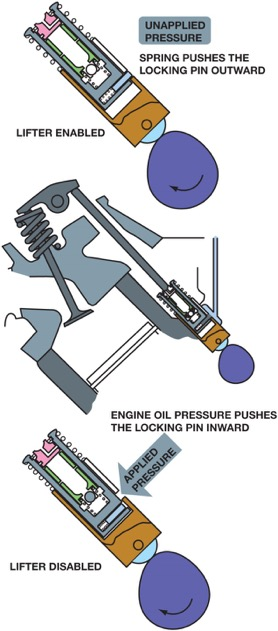 UNAPPLIED
PRESSURE
SPRING PUSHES THE
LOCKING PIN OUTWARD
LIFTER ENABLED
ENGINE OIL PRESSURE PUSHES
THE LOCKING PIN INWARD
APPLIED
PRESSURE
LIFTER DISABLED